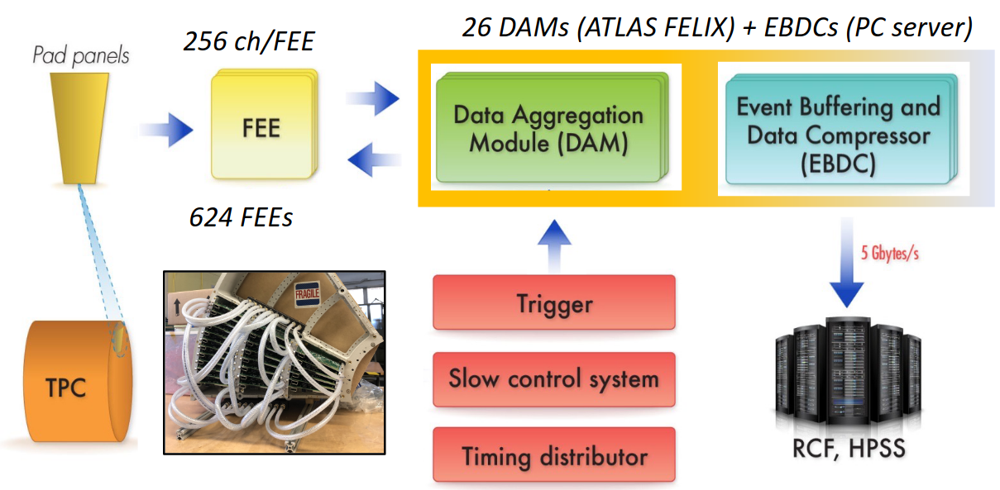 26 DAMs (ATLAS FELIX) + EBDCs (PC server)
256 ch/FEE
Pad panels
FEE
Data Aggregation
Module (DAM)
Event Buffering and
Data Compressor
(EBDC)
624 FEEs
5 Gbytes/s
FRAGILE
Trigger
TPC
Slow control system
Timing distributor
RCF, HPSS